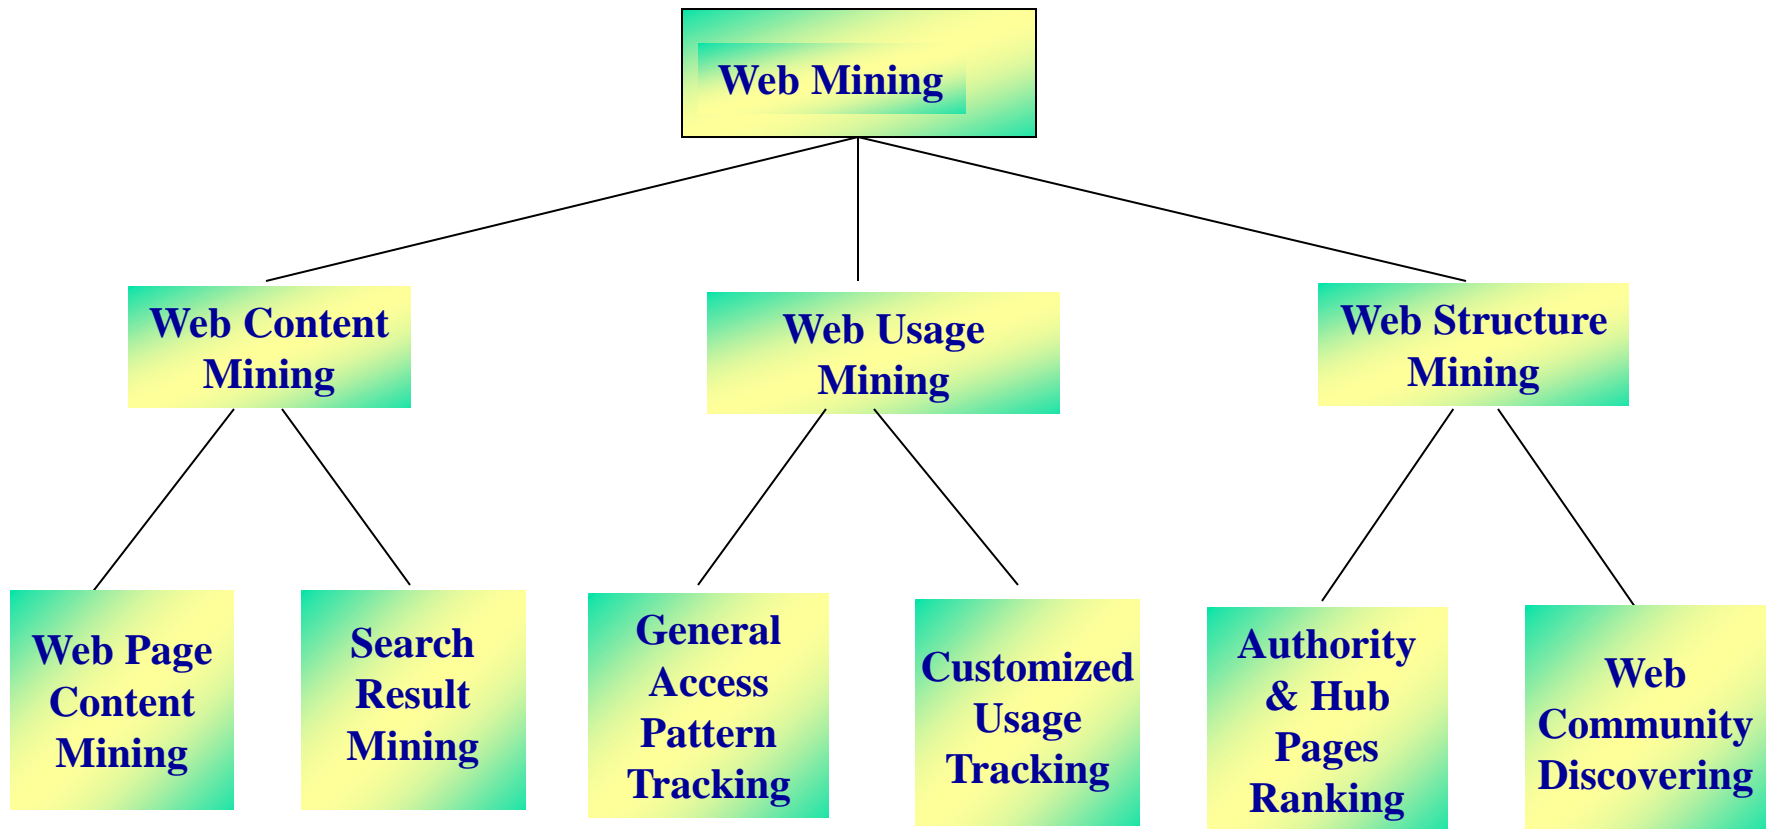 Web Mining
Web Content
Mining
Web Usage
Mining
Web Structure
Mining
Web Page
Content
Mining
Search
Result
Mining
General
Access
Pattern
Tracking
Customized
Usage
Tracking
Authority
& Hub
Pages
Ranking
Web
Community
Discovering